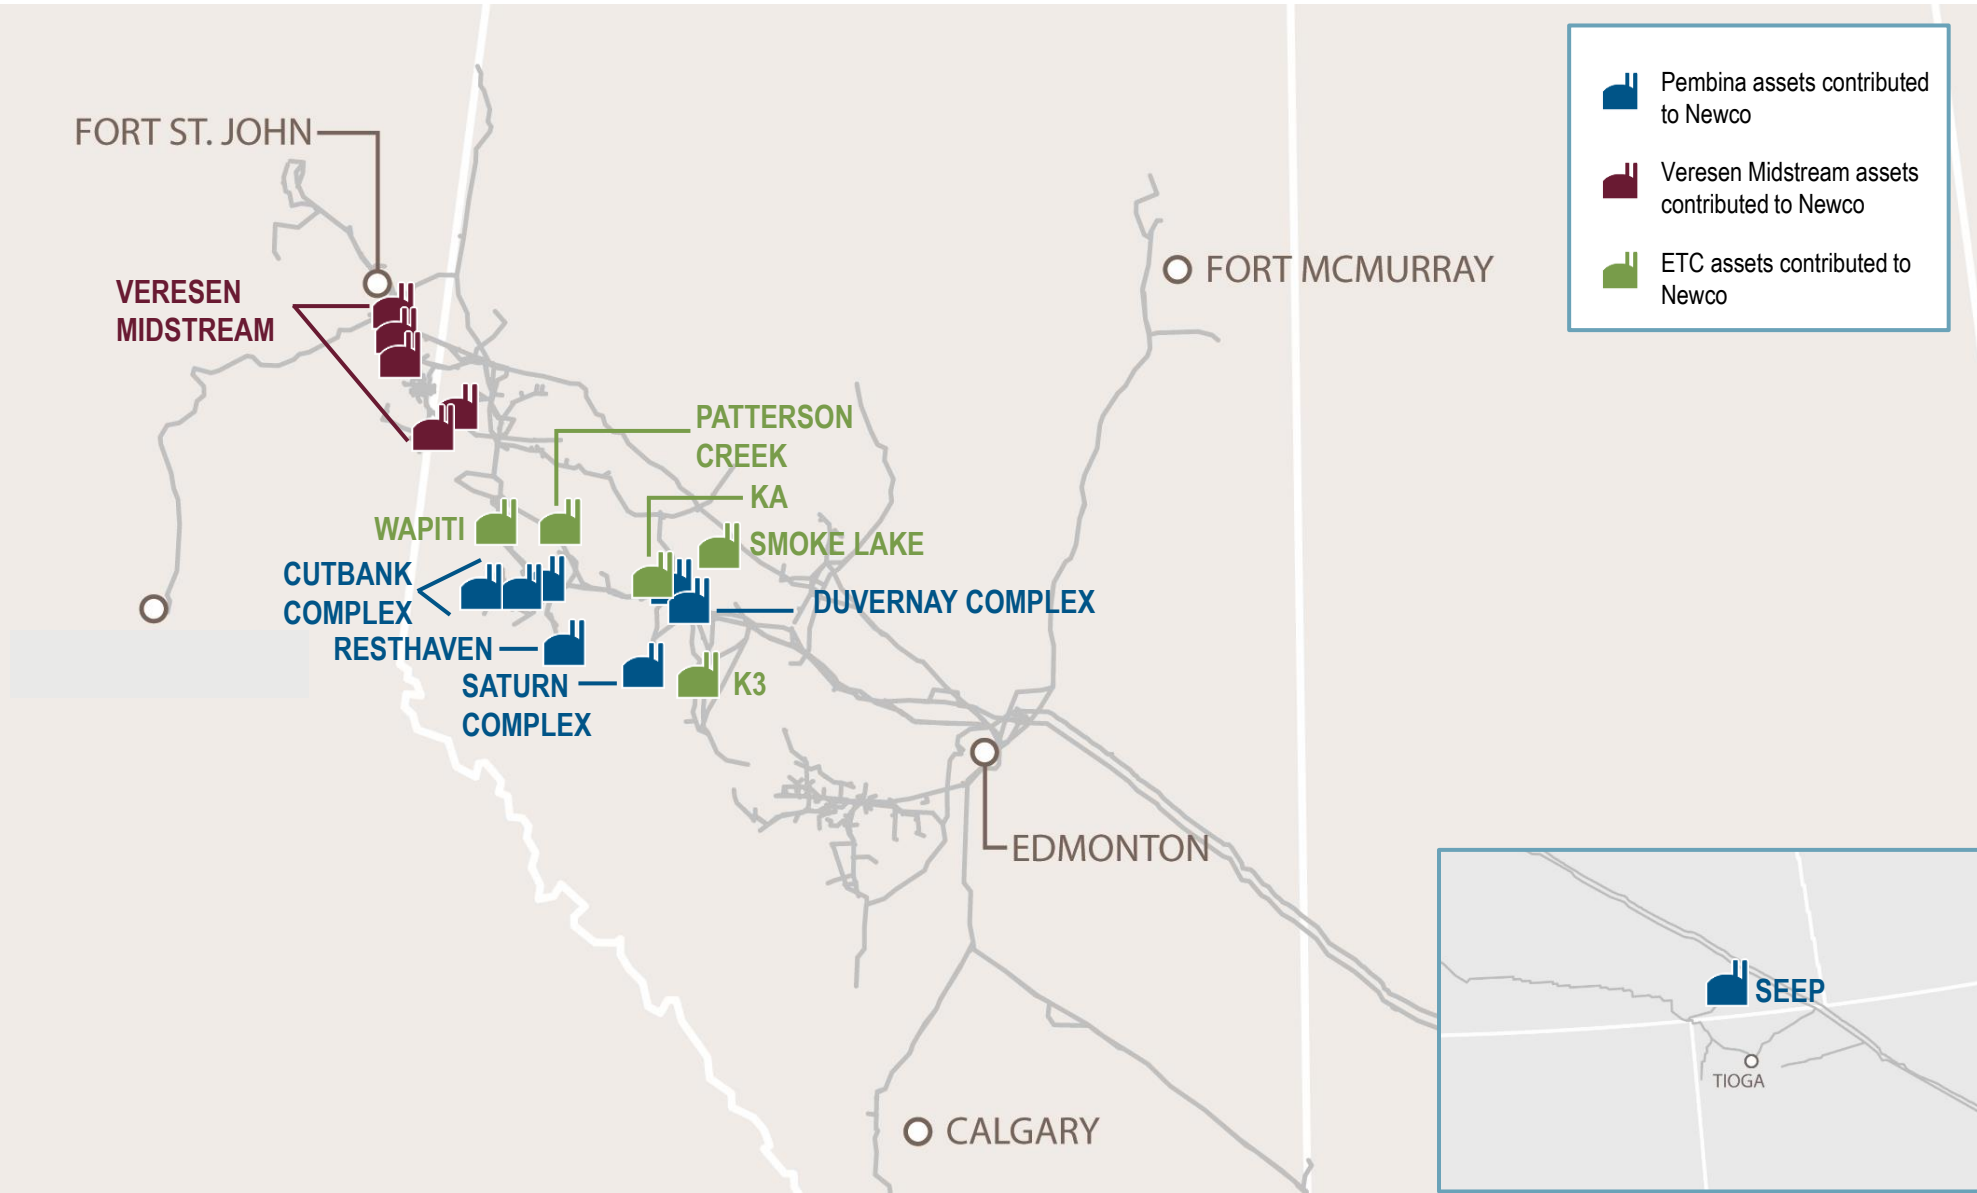 Pembina assets contributed
to Newco
Veresen Midstream assets
contributed to Newco
ETC assets contributed to
Newco
FORT ST. JOHN
FORT MCMURRAY
VERESEN
MIDSTREAM
PATTERSON
CREEK
KA
WAPITI
SMOKE LAKE
CUTBANK
COMPLEX
DUVERNAY COMPLEX
RESTHAVEN
SATURN
COMPLEX
K3
EDMONTON
SEEP
TIOGA
CALGARY